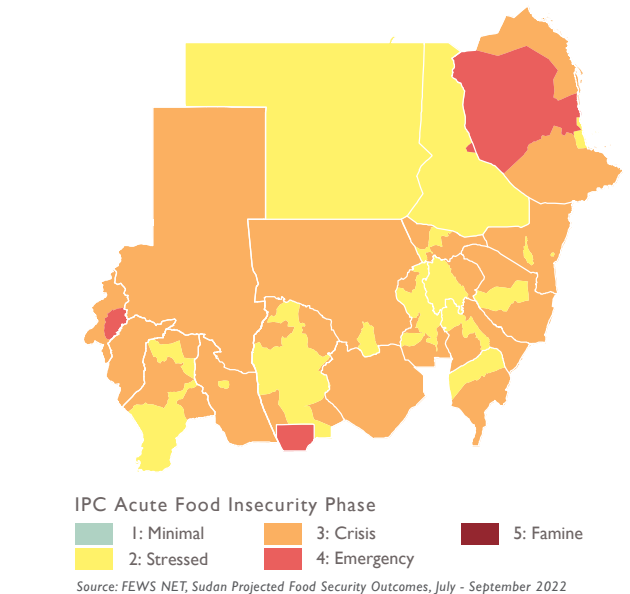 IPC Acute Food Insecurity Phase
1: Minimal
3: Crisis
5: Famine
2: Stressed
4: Emergency
Source: FEWS NET, Sudan Projected Food Security Outcomes, July - September 2022